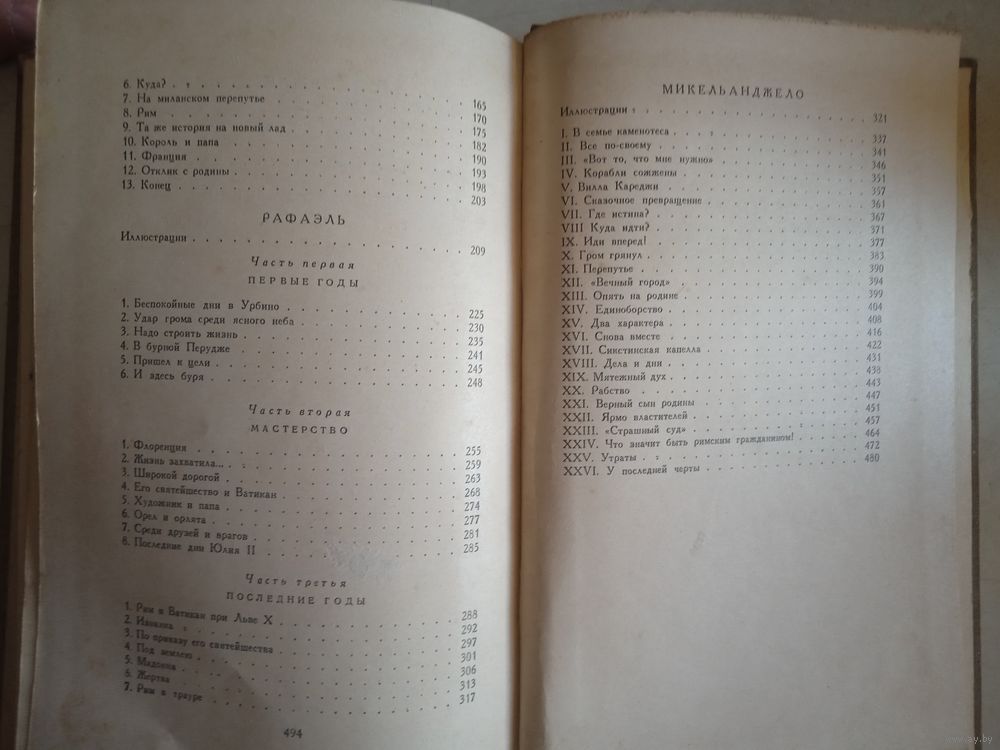 6. Куда? . . . . . . . . . . 165
7. На миланском перепутье . . . . . . . . . . 170
8. Рим . . . . . . . . . . 175
9. Та же история на новый лад . . . . . . . . . . 182
10. Король и папа . . . . . . . . . . 190
11. Франция . . . . . . . . . . 193
12. Отклик с родины . . . . . . . . . . 198
13. Конец . . . . . . . . . . 203
РАФАЭЛЬ
Иллюстрации . . . . . . . . . . 209
Часть первая
ПЕРВЫЕ ГОДЫ
1. Беспокойные дни в Урбино . . . . . . . . . . 225
2. Удар грома среди ясного неба . . . . . . . . . . 230
3. Надо строить жизнь . . . . . . . . . . 235
4. В бурной Перудже . . . . . . . . . . 241
5. Пришел к цели . . . . . . . . . . 245
6. И здесь буря . . . . . . . . . . 248
Часть вторая
МАСТЕРСТВО
1. Флоренция . . . . . . . . . . 255
2. Жизнь захватила... . . . . . . . . . . 259
3. Широкой дорогой . . . . . . . . . . 263
4. Его святейшество и Ватикан . . . . . . . . . . 268
5. Художник и папа . . . . . . . . . . 274
6. Орел и орлята . . . . . . . . . . 277
7. Среди друзей и врагов . . . . . . . . . . 281
8. Последние дни Юлия II . . . . . . . . . . 285
Часть третья
ПОСЛЕДНИЕ ГОДЫ
1. Рим и Ватикан при Льве X . . . . . . . . . . 288
2. Изнанка . . . . . . . . . . 292
3. По приказу его святейшества . . . . . . . . . . 297
4. Под землею . . . . . . . . . . 301
5. Мадонна . . . . . . . . . . 306
6. Жертва . . . . . . . . . . 313
7. Рим в трауре . . . . . . . . . . 317
494
МИКЕЛЬАНДЖЕЛО
Иллюстрации . . . . . . . . . . 321
I. В семье каменотеса . . . . . . . . . . 337
II. Все по-своему . . . . . . . . . . 341
III. «Вот то, что мне нужно» . . . . . . . . . . 346
IV. Корабли сожжены . . . . . . . . . . 351
V. Вилла Кареджи . . . . . . . . . . 357
VI. Сказочное превращение . . . . . . . . . . 361
VII. Где истина? . . . . . . . . . . 367
VIII Куда идти? . . . . . . . . . . 371
IX. Иди вперед! . . . . . . . . . . 377
X. Гром грянул . . . . . . . . . . 383
XI. Перепутье . . . . . . . . . . 390
XII. «Вечный город» . . . . . . . . . . 394
XIII. Опять на родине . . . . . . . . . . 399
XIV. Единоборство . . . . . . . . . . 404
XV. Два характера . . . . . . . . . . 408
XVI. Снова вместе . . . . . . . . . . 416
XVII. Сикстинская капелла . . . . . . . . . . 422
XVIII. Дела и дни . . . . . . . . . . 431
XIX. Мятежный дух . . . . . . . . . . 438
XX. Рабство . . . . . . . . . . 443
XXI. Верный сын родины . . . . . . . . . . 447
XXII. Ярмо властителей . . . . . . . . . . 451
XXIII. «Страшный суд» . . . . . . . . . . 457
XXIV. Что значит быть римским гражданином! . . . . . 464
XXV. Утраты . . . . . . . . . . 472
XXVI. У последней черты . . . . . . . . . . 480
www.ay.by